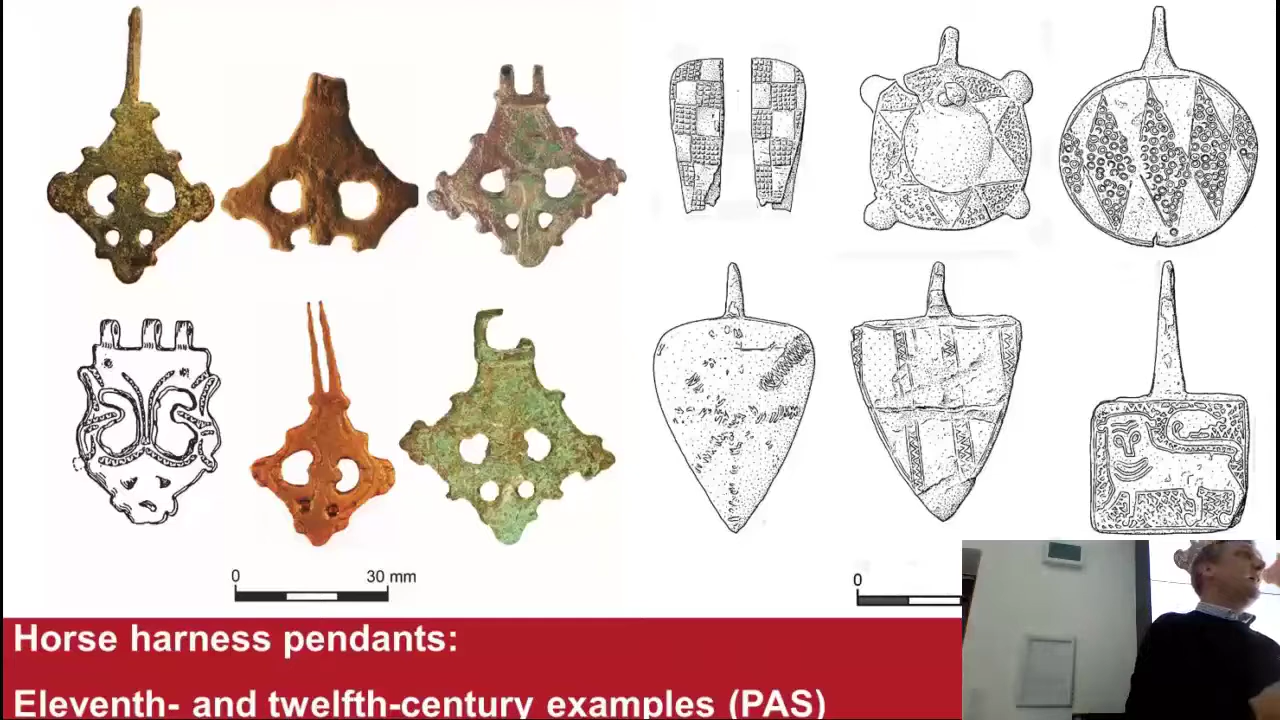 0 30 mm
0
Horse harness pendants:
Eleventh- and twelfth-century examples (PAS)